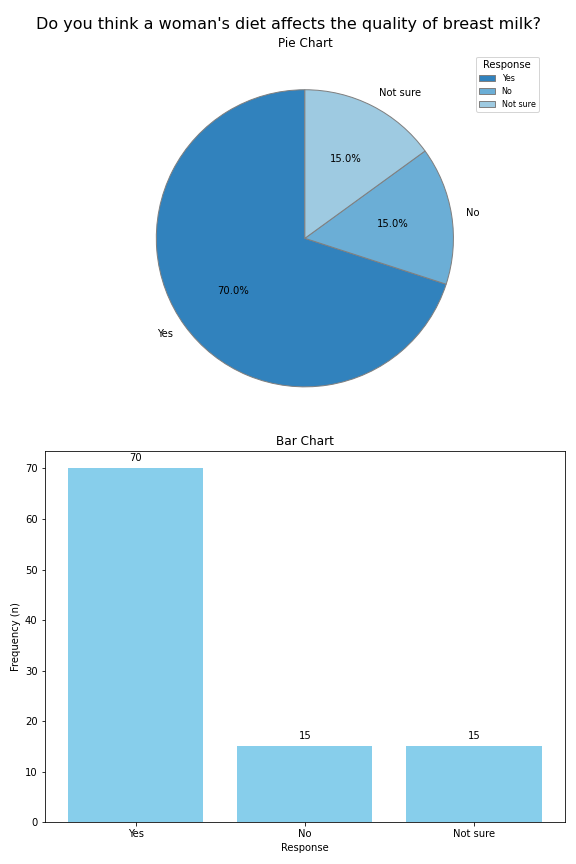 Do you think a woman's diet affects the quality of breast milk?
Pie Chart
Response
Yes
No
Not sure
Not sure
15.0%
No
15.0%
70.0%
Yes
Bar Chart
70
70
60
50
40
30
20
10
0
15
15
Frequency (n)
Yes
No
Not sure
Response